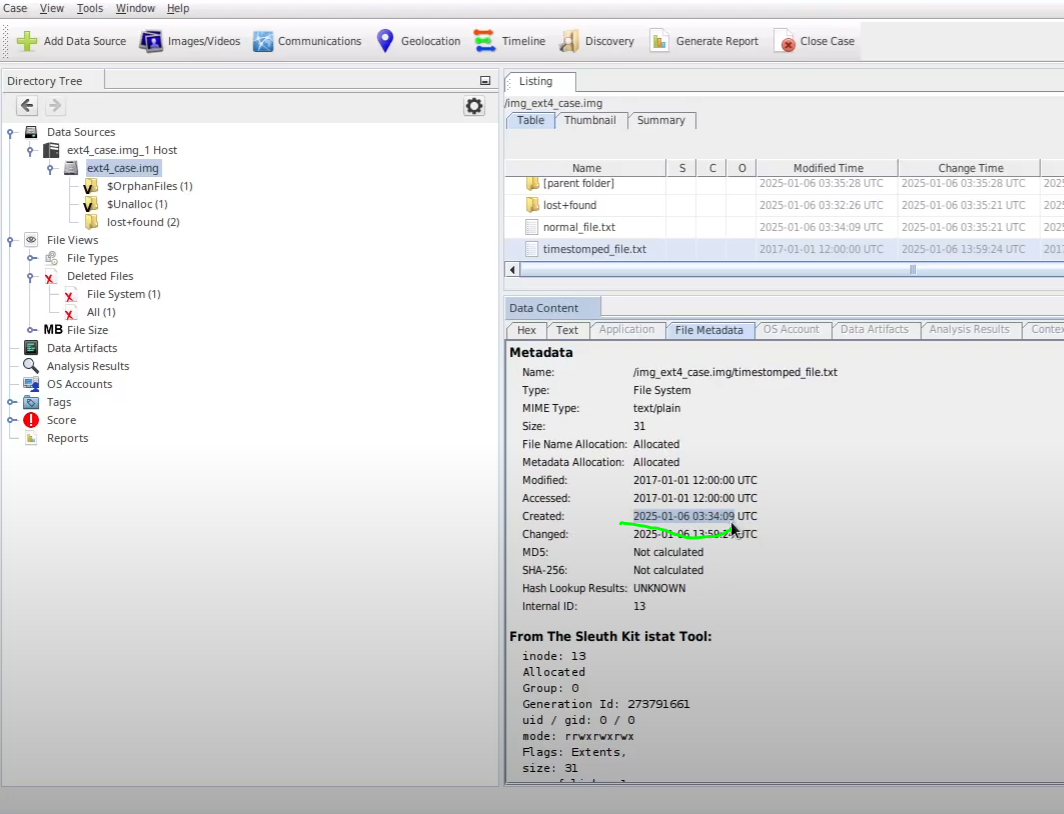 Case View Tools Window Help
Add Data Source Images/Videos Communications Geolocation Timeline Discovery Generate Report Close Case
Directory Tree
Data Sources
ext4_case.img_1 Host
ext4_case.img
$OrphanFiles (1)
$Unalloc (1)
lost+found (2)
File Views
File Types
Deleted Files
File System (1)
All (1)
MB File Size
Data Artifacts
Analysis Results
OS Accounts
Tags
Score
Reports
Listing
/img_ext4_case.img
Table Thumbnail Summary
Name S C O Modified Time Change Time
[parent folder] 2025-01-06 03:35:28 UTC 2025-01-06 03:35:28 UTC 2025
lost+found 2025-01-06 03:32:26 UTC 2025-01-06 03:35:21 UTC 2025
normal_file.txt 2025-01-06 03:34:09 UTC 2025-01-06 03:35:21 UTC 2025
timestomped_file.txt 2017-01-01 12:00:00 UTC 2025-01-06 13:59:24 UTC 2017
Data Content
Hex Text Application File Metadata OS Account Data Artifacts Analysis Results Conte
Metadata
Name: /img_ext4_case.img/timestomped_file.txt
Type: File System
MIME Type: text/plain
Size: 31
File Name Allocation: Allocated
Metadata Allocation: Allocated
Modified: 2017-01-01 12:00:00 UTC
Accessed: 2017-01-01 12:00:00 UTC
Created: 2025-01-06 03:34:09 UTC
Changed: 2025-01-06 13:59:24 UTC
MD5: Not calculated
SHA-256: Not calculated
Hash Lookup Results: UNKNOWN
Internal ID: 13
From The Sleuth Kit istat Tool:
inode: 13
Allocated
Group: 0
Generation Id: 273791661
uid / gid: 0 / 0
mode: rrwxrwxrwx
Flags: Extents,
size: 31